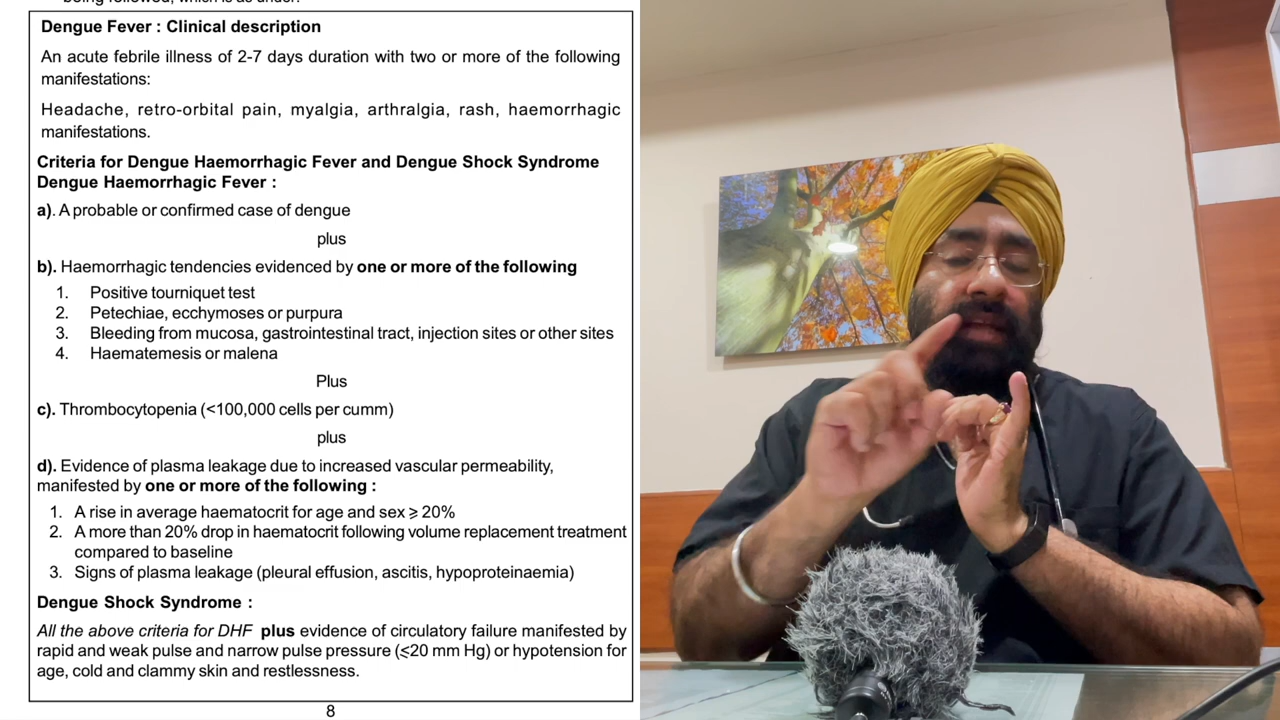 being followed, which is as under:
Dengue Fever : Clinical description
An acute febrile illness of 2-7 days duration with two or more of the following
manifestations:
Headache, retro-orbital pain, myalgia, arthralgia, rash, haemorrhagic
manifestations.
Criteria for Dengue Haemorrhagic Fever and Dengue Shock Syndrome
Dengue Haemorrhagic Fever :
a). A probable or confirmed case of dengue
plus
b). Haemorrhagic tendencies evidenced by one or more of the following
1. Positive tourniquet test
2. Petechiae, ecchymoses or purpura
3. Bleeding from mucosa, gastrointestinal tract, injection sites or other sites
4. Haematemesis or malena
Plus
c). Thrombocytopenia (<100,000 cells per cumm)
plus
d). Evidence of plasma leakage due to increased vascular permeability,
manifested by one or more of the following :
1. A rise in average haematocrit for age and sex ⩾ 20%
2. A more than 20% drop in haematocrit following volume replacement treatment
compared to baseline
3. Signs of plasma leakage (pleural effusion, ascitis, hypoproteinaemia)
Dengue Shock Syndrome :
All the above criteria for DHF plus evidence of circulatory failure manifested by
rapid and weak pulse and narrow pulse pressure (⩽20 mm Hg) or hypotension for
age, cold and clammy skin and restlessness.
8